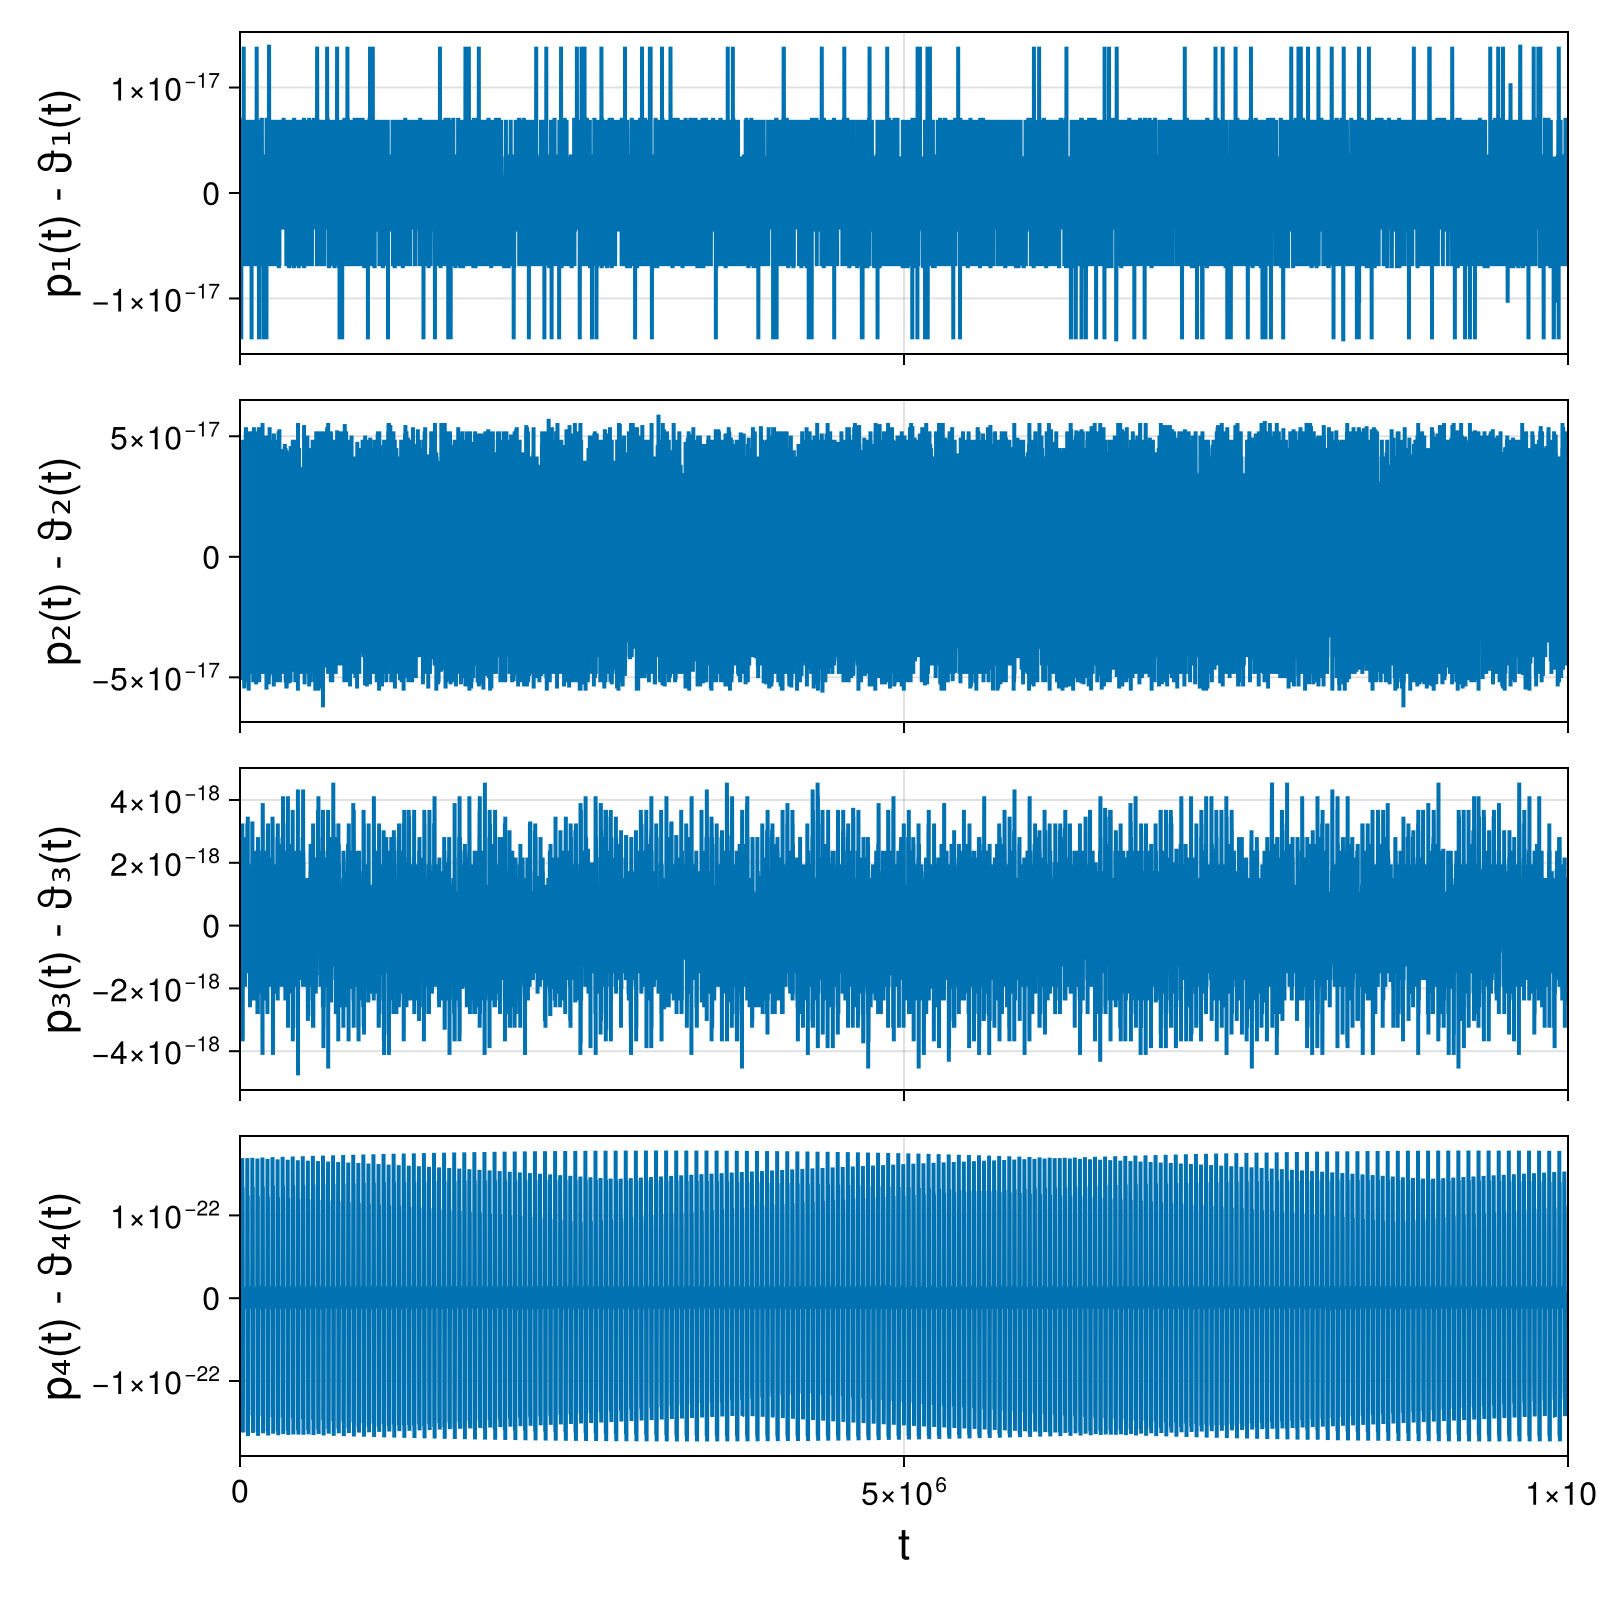 p₁(t) - ϑ₁(t)
1×10⁻¹⁷
0
−1×10⁻¹⁷
p₂(t) - ϑ₂(t)
5×10⁻¹⁷
0
−5×10⁻¹⁷
p₃(t) - ϑ₃(t)
4×10⁻¹⁸
2×10⁻¹⁸
0
−2×10⁻¹⁸
−4×10⁻¹⁸
p₄(t) - ϑ₄(t)
1×10⁻²²
0
−1×10⁻²²
0 5×10⁶ 1×10
t